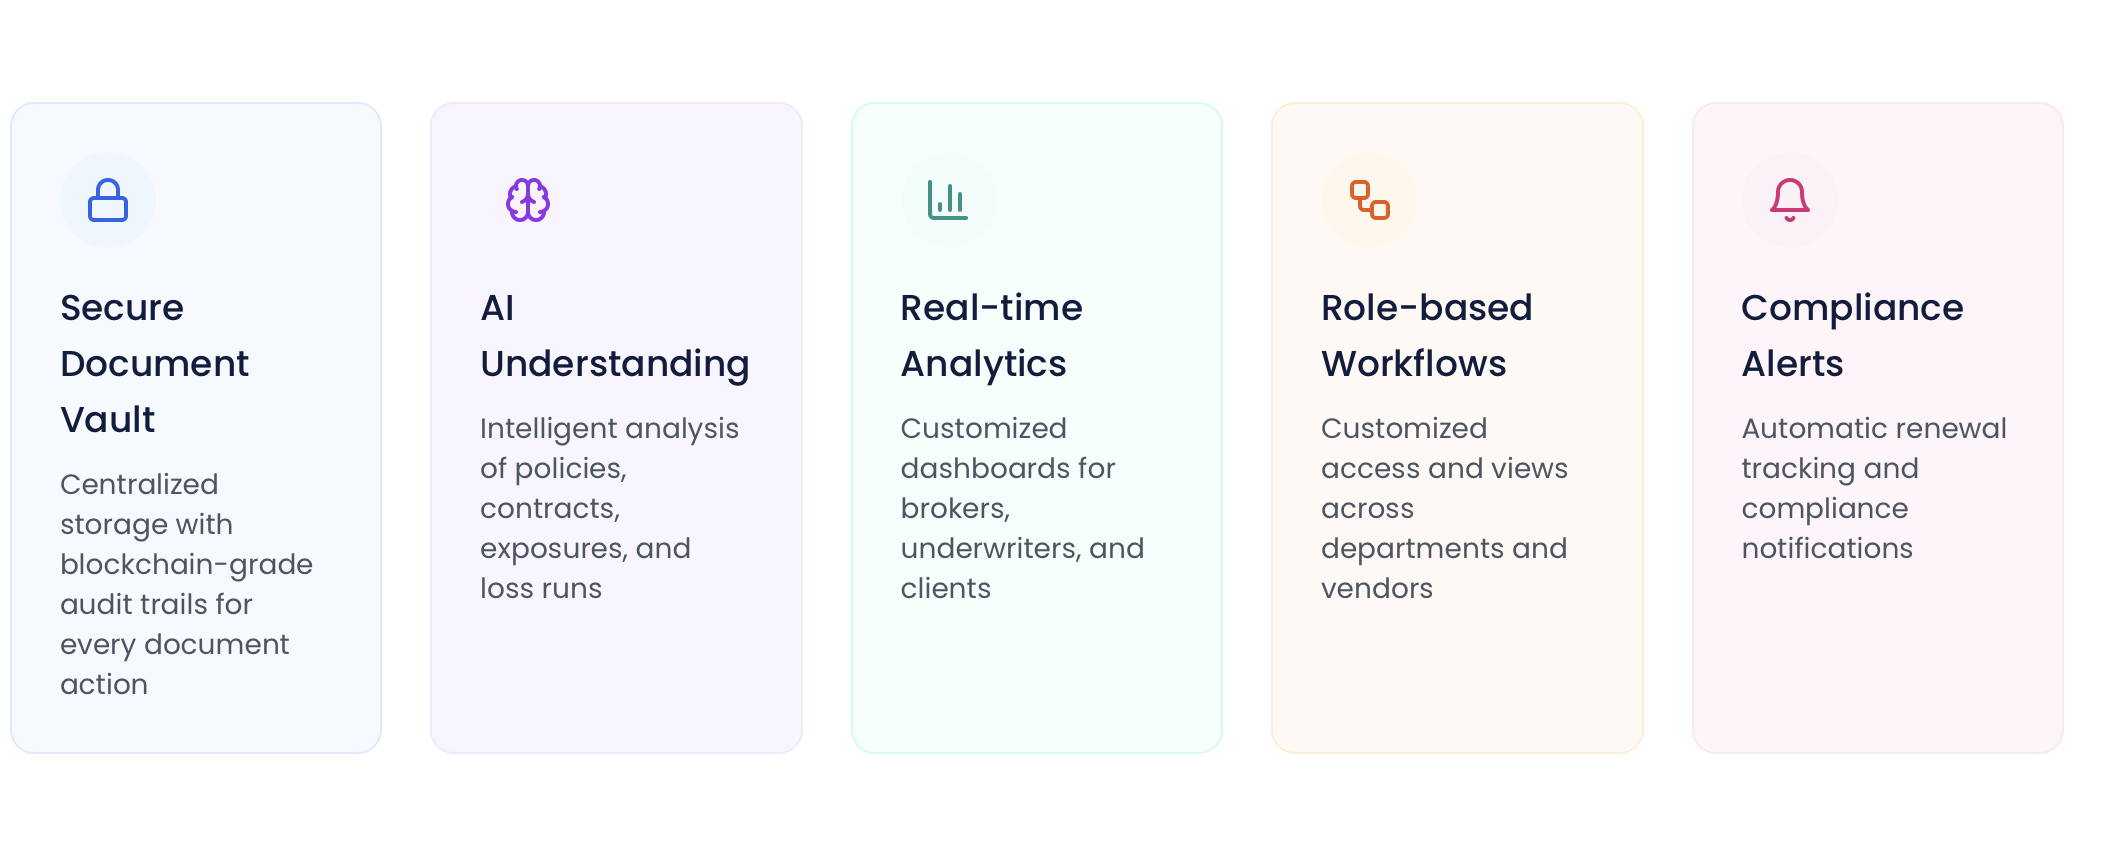 Secure
Document
Vault
Centralized
storage with
blockchain-grade
audit trails for
every document
action
AI
Understanding
Intelligent analysis
of policies,
contracts,
exposures, and
loss runs
Real-time
Analytics
Customized
dashboards for
brokers,
underwriters, and
clients
Role-based
Workflows
Customized
access and views
across
departments and
vendors
Compliance
Alerts
Automatic renewal
tracking and
compliance
notifications